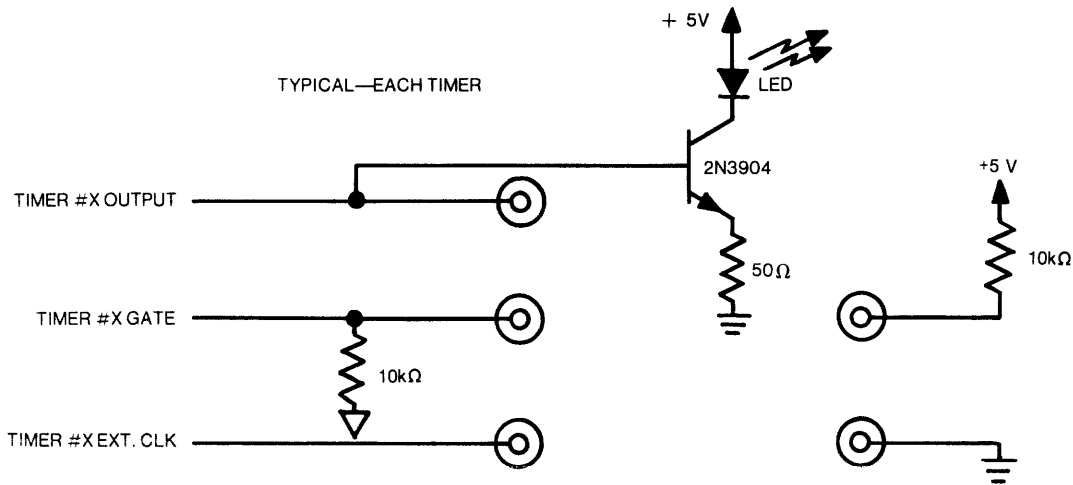 + 5V
TYPICAL—EACH TIMER
LED
2N3904
+5 V
TIMER #X OUTPUT
10kΩ
50Ω
TIMER #X GATE
10kΩ
TIMER #X EXT. CLK